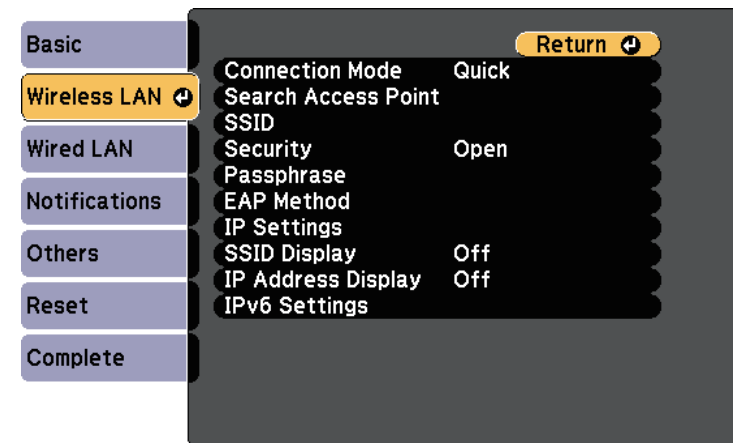 Basic
Wireless LAN
Wired LAN
Notifications
Others
Reset
Complete
Return
Connection Mode Quick
Search Access Point
SSID
Security Open
Passphrase
EAP Method
IP Settings
SSID Display Off
IP Address Display Off
IPv6 Settings